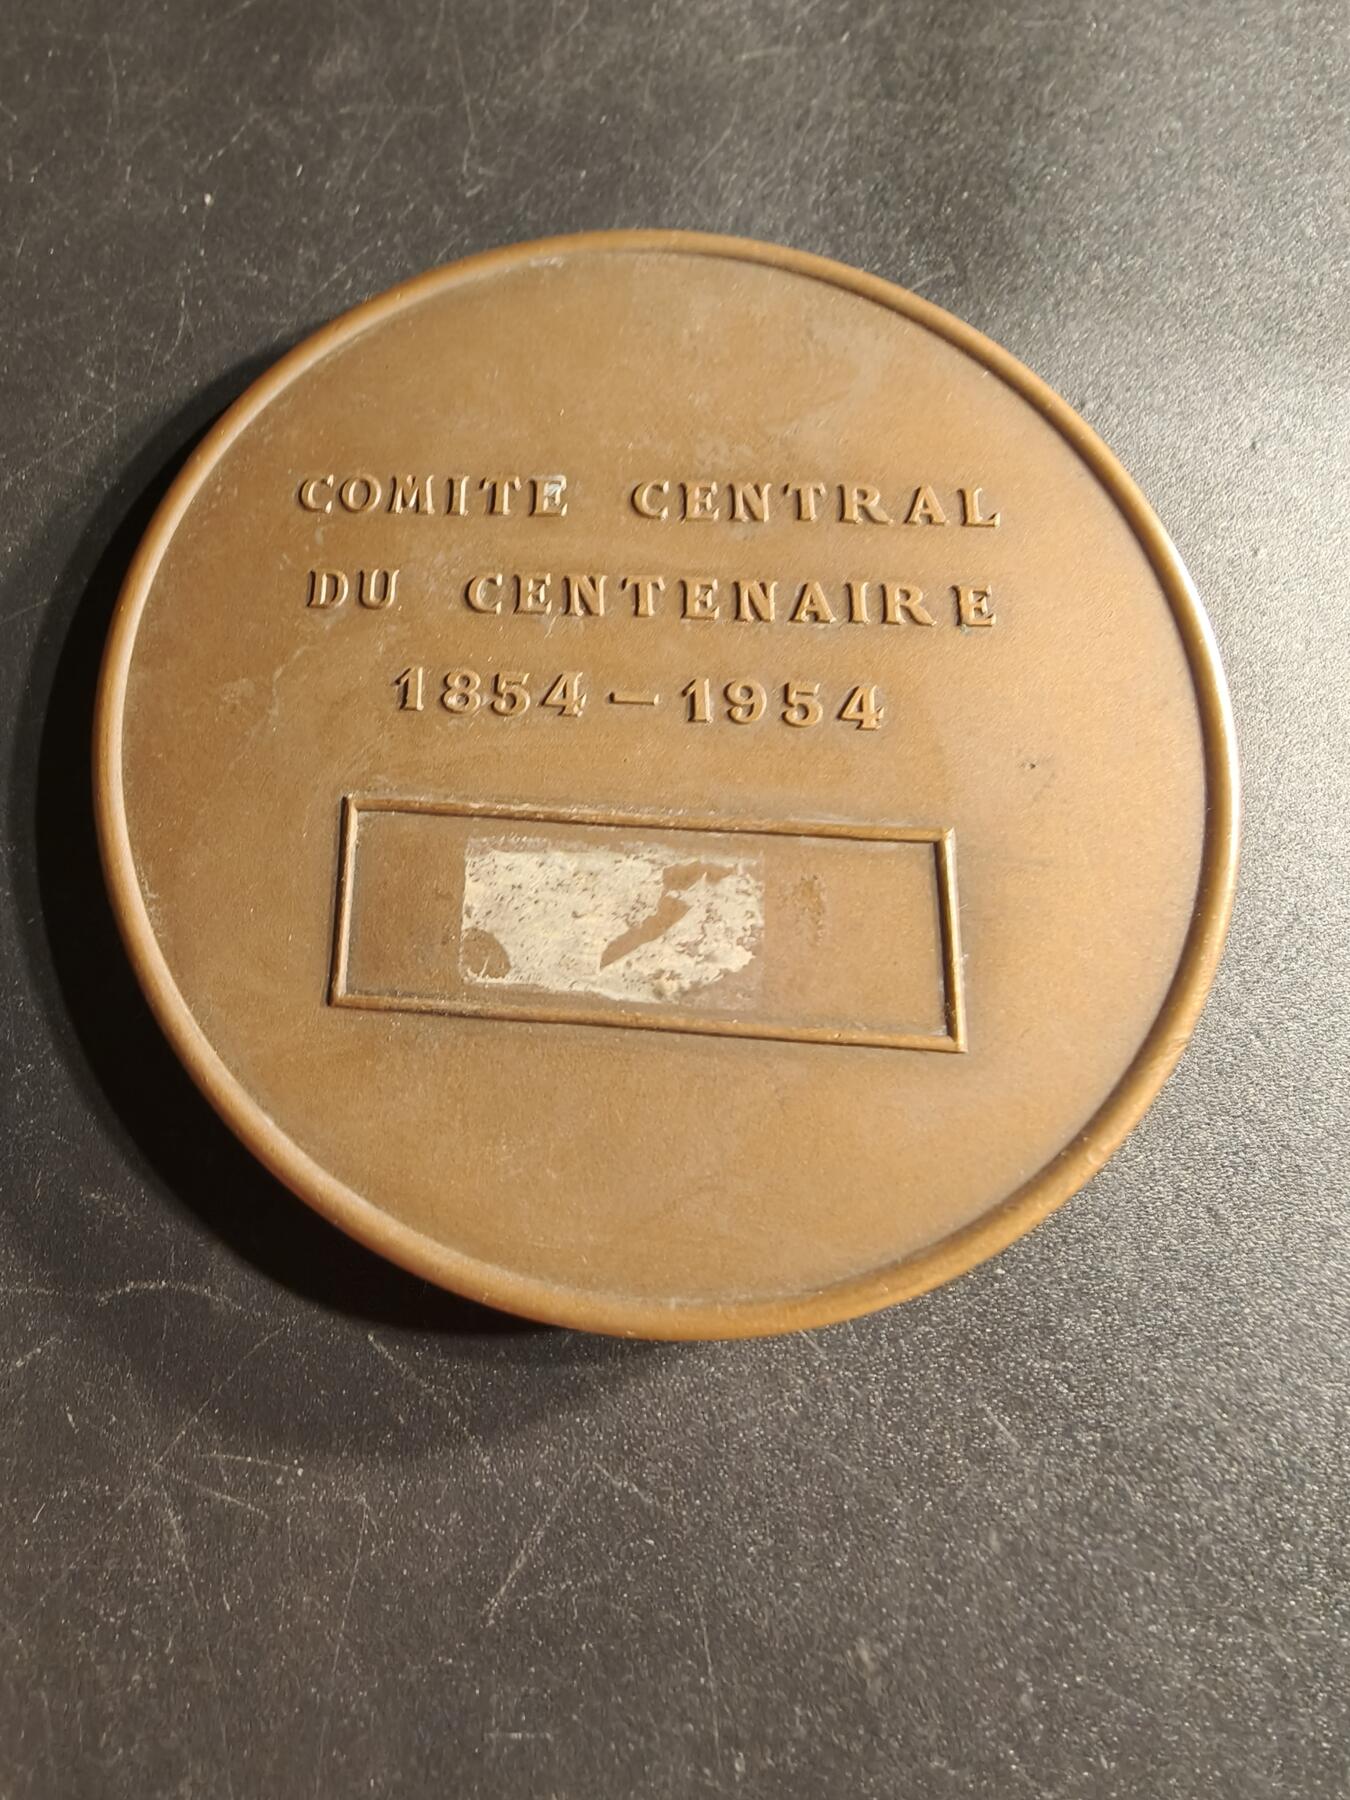 COMITE CENTRAL
DU CENTENAIRE
1854 - 1954